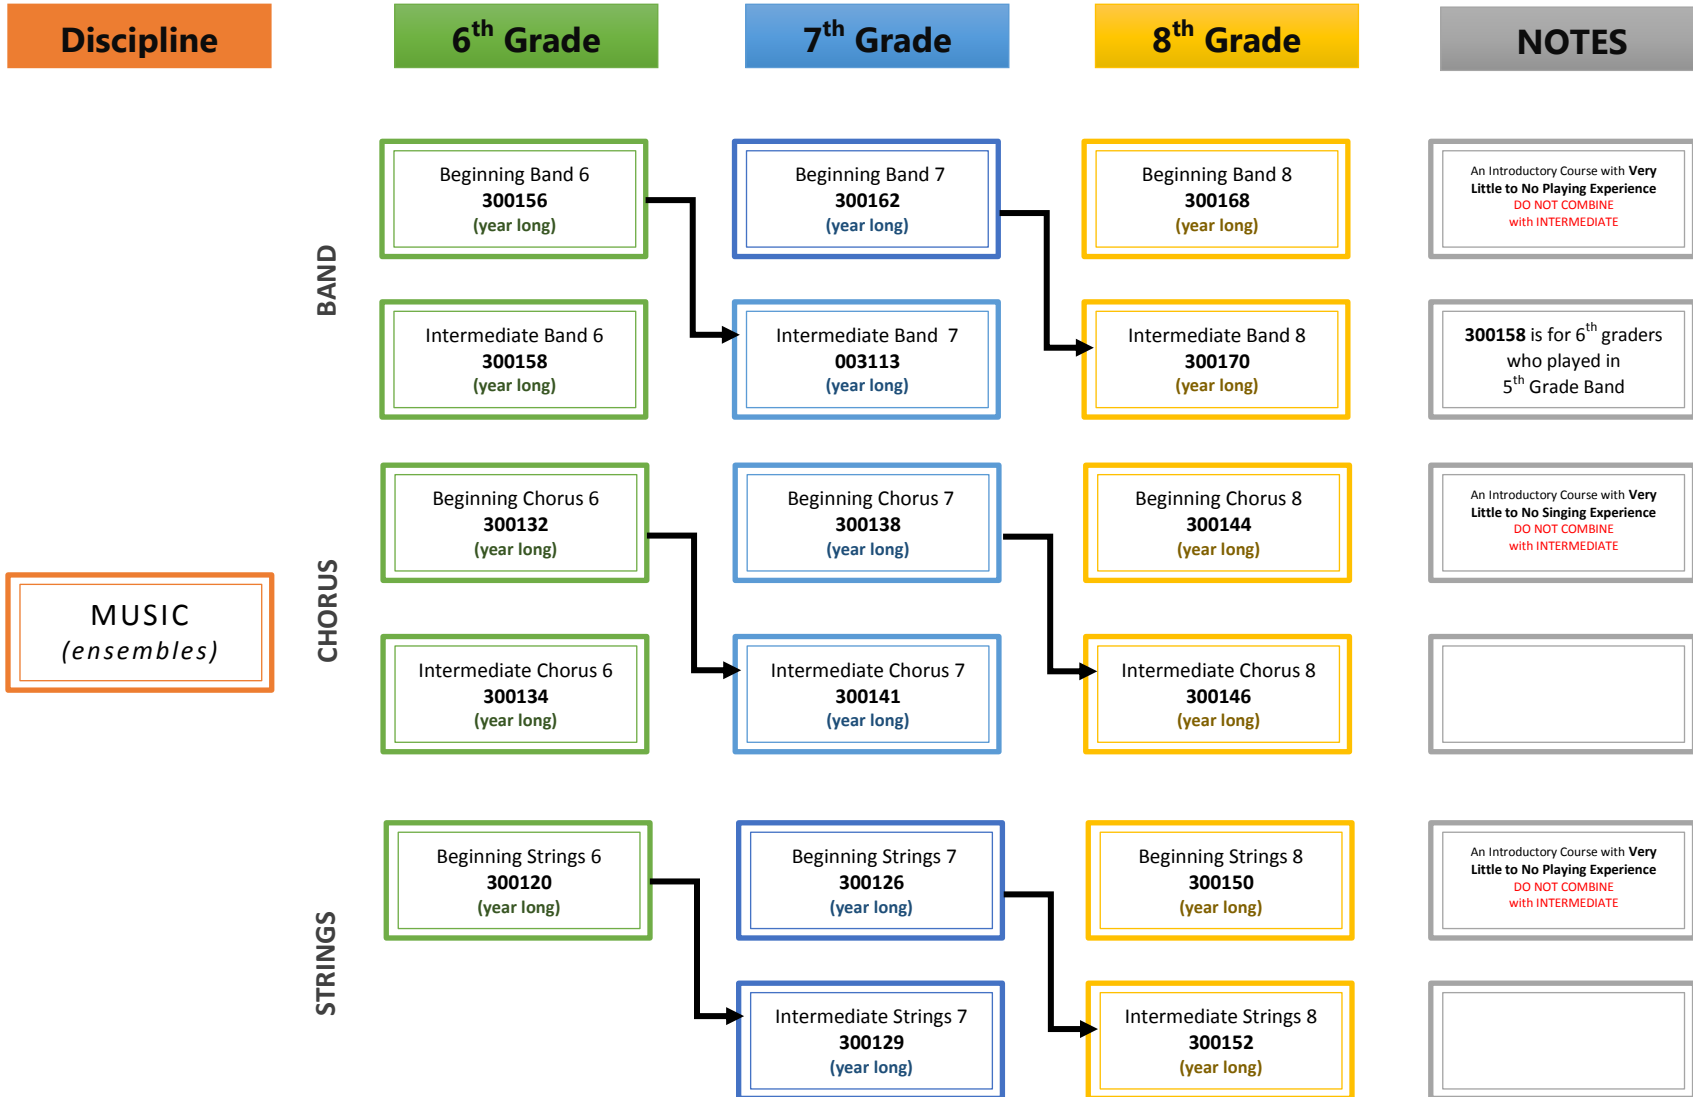 Discipline
6th Grade
7th Grade
8th Grade
NOTES
BAND
Beginning Band 6
300156
(year long)
Beginning Band 7
300162
(year long)
Beginning Band 8
300168
(year long)
An Introductory Course with Very
Little to No Playing Experience
DO NOT COMBINE
with INTERMEDIATE
Intermediate Band 6
300158
(year long)
Intermediate Band 7
003113
(year long)
Intermediate Band 8
300170
(year long)
300158 is for 6th graders
who played in
5th Grade Band
MUSIC
(ensembles)
CHORUS
Beginning Chorus 6
300132
(year long)
Beginning Chorus 7
300138
(year long)
Beginning Chorus 8
300144
(year long)
An Introductory Course with Very
Little to No Singing Experience
DO NOT COMBINE
with INTERMEDIATE
Intermediate Chorus 6
300134
(year long)
Intermediate Chorus 7
300141
(year long)
Intermediate Chorus 8
300146
(year long)
STRINGS
Beginning Strings 6
300120
(year long)
Beginning Strings 7
300126
(year long)
Beginning Strings 8
300150
(year long)
An Introductory Course with Very
Little to No Playing Experience
DO NOT COMBINE
with INTERMEDIATE
Intermediate Strings 7
300129
(year long)
Intermediate Strings 8
300152
(year long)